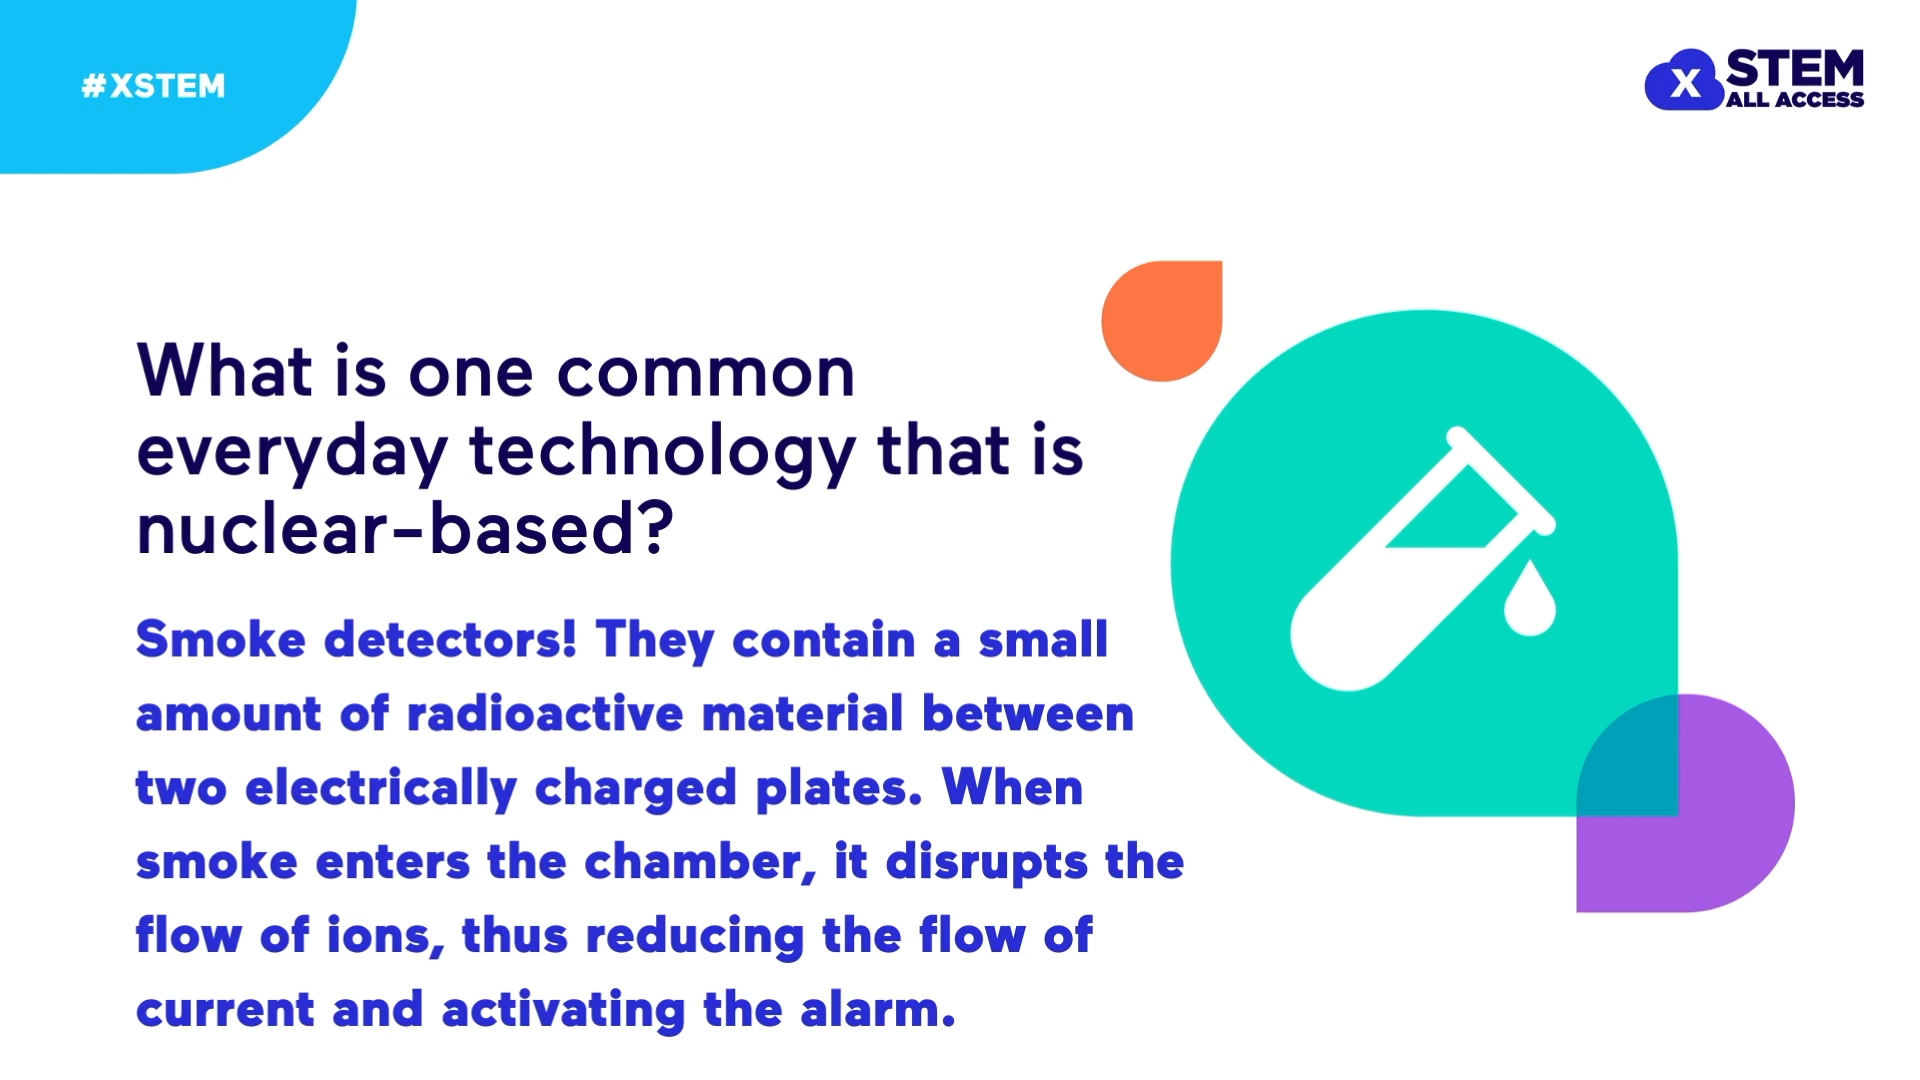 #XSTEM
X STEM
ALL ACCESS
What is one common
everyday technology that is
nuclear-based?
Smoke detectors! They contain a small
amount of radioactive material between
two electrically charged plates. When
smoke enters the chamber, it disrupts the
flow of ions, thus reducing the flow of
current and activating the alarm.